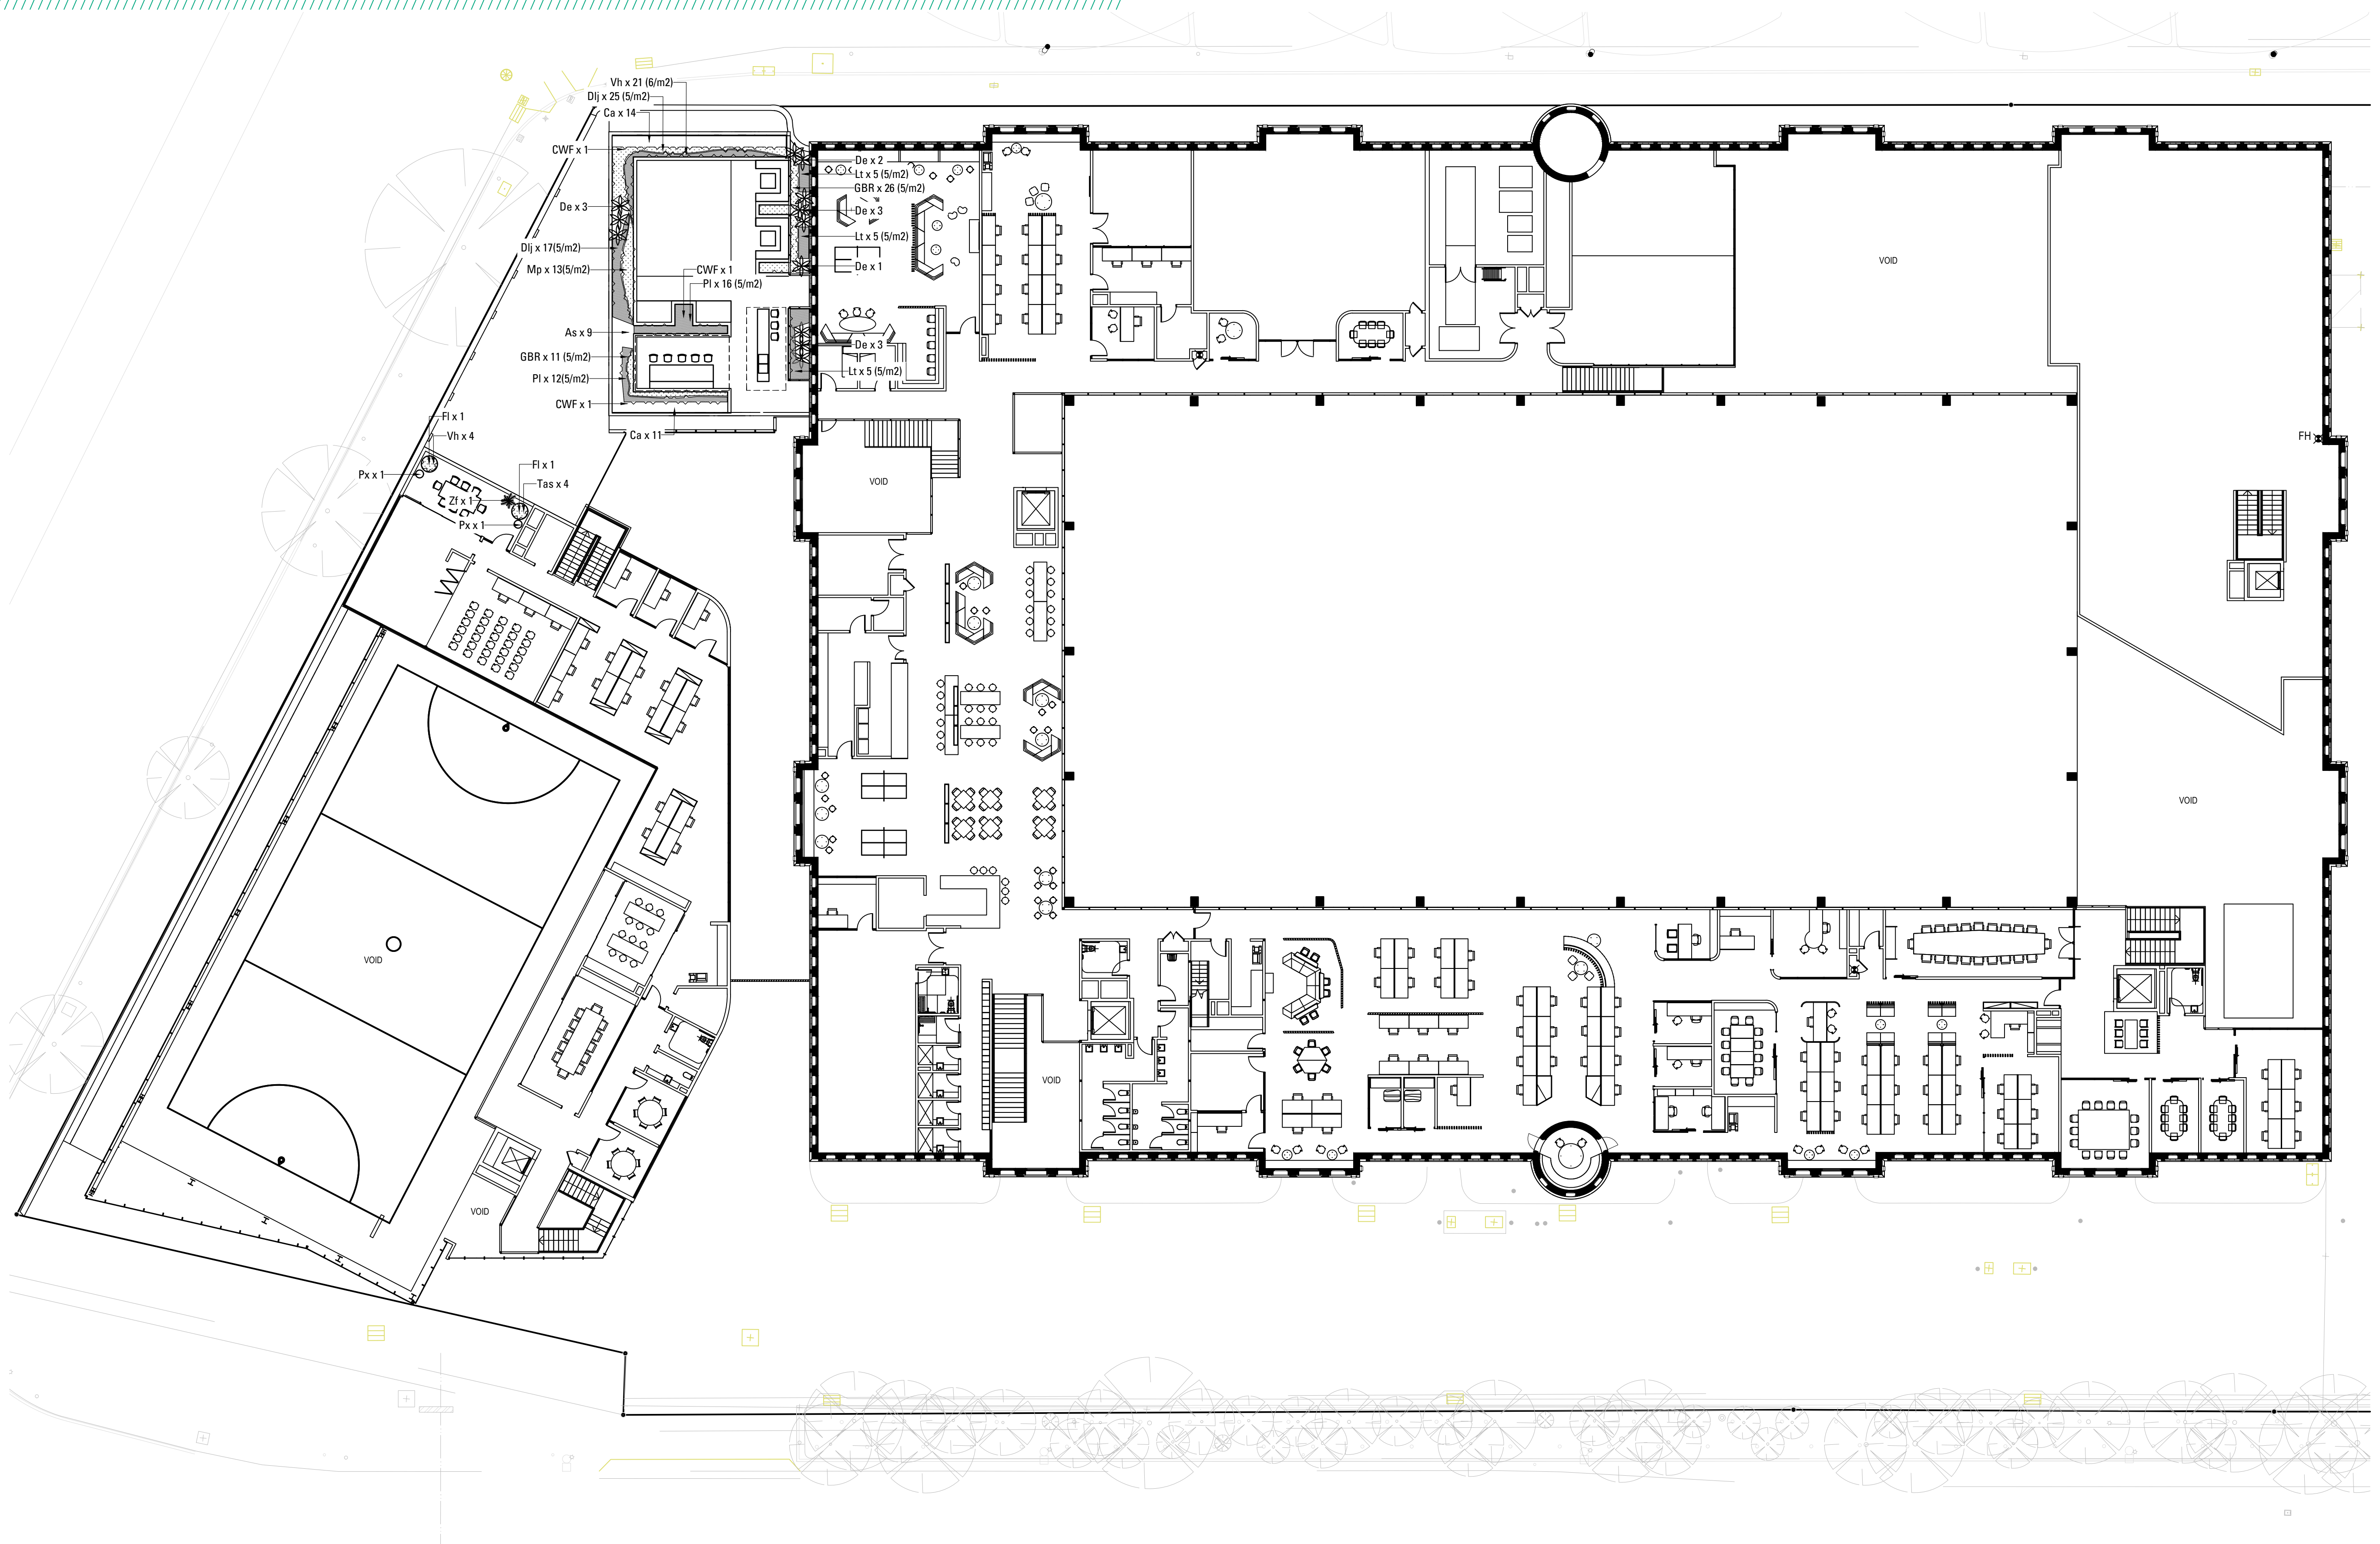 Vh x 21 (6/m2)
Dlj x 25 (5/m2)
Ca x 14
CWF x 1
De x 2
Lt x 5 (5/m2)
GBR x 26 (5/m2)
De x 3
De x 3
Lt x 5 (5/m2)
Dlj x 17(5/m2)
VOID
Mp x 13(5/m2)
CWF x 1
De x 1
Pl x 16 (5/m2)
As x 9
De x 3
GBR x 11 (5/m2)
Lt x 5 (5/m2)
Pl x 12(5/m2)
CWF x 1
Fl x 1
Vh x 4
Ca x 11
FH
Fl x 1
Px x 1
Tas x 4
VOID
Zf x 1
Px x 1
VOID
VOID
VOID
VOID